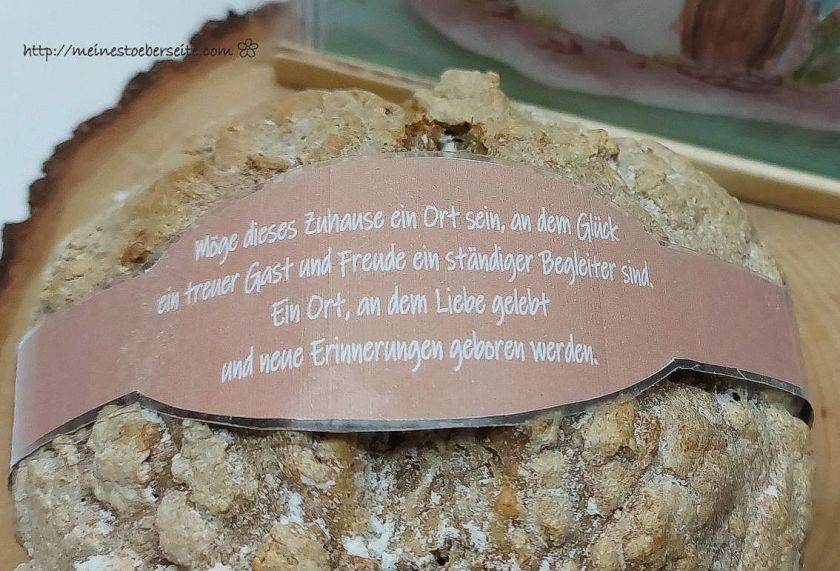 http://meinestoeberseite.com
Möge dieses Zuhause ein Ort sein, an dem Glück
ein treuer Gast und Freude ein ständiger Begleiter sind.
Ein Ort, an dem Liebe gelebt
und neue Erinnerungen geboren werden.